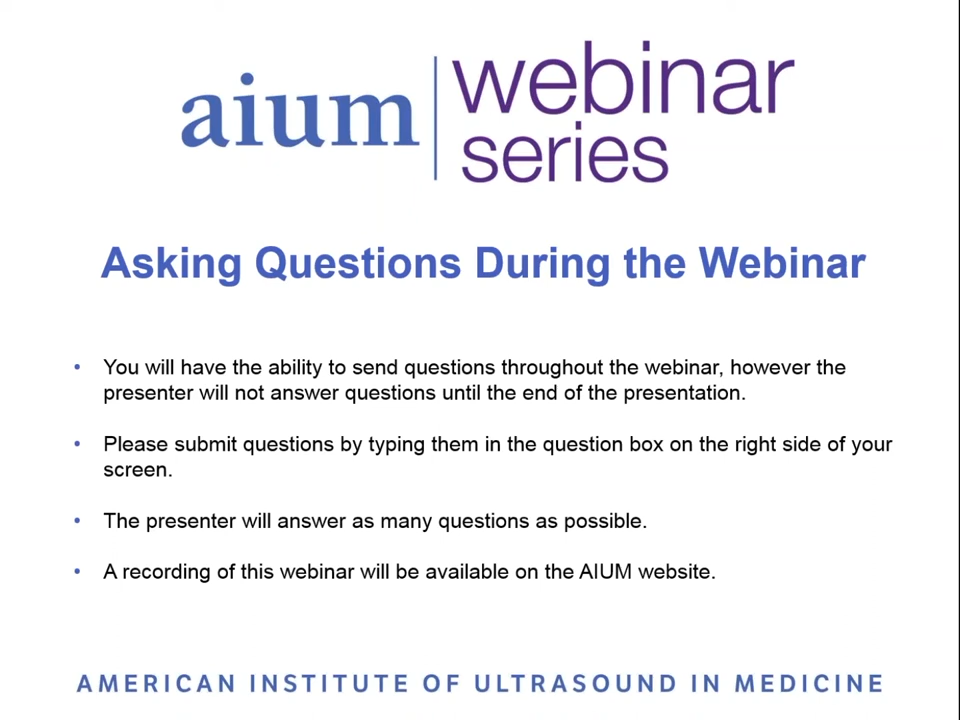 aium webinar
series
Asking Questions During the Webinar
• You will have the ability to send questions throughout the webinar, however the
presenter will not answer questions until the end of the presentation.
• Please submit questions by typing them in the question box on the right side of your
screen.
• The presenter will answer as many questions as possible.
• A recording of this webinar will be available on the AIUM website.
AMERICAN INSTITUTE OF ULTRASOUND IN MEDICINE